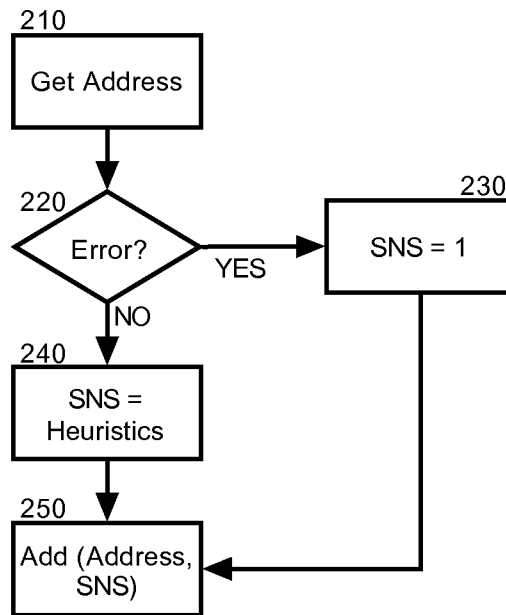 210
Get Address
220
Error?
YES
230
SNS = 1
NO
240
SNS =
Heuristics
250
Add (Address,
SNS)